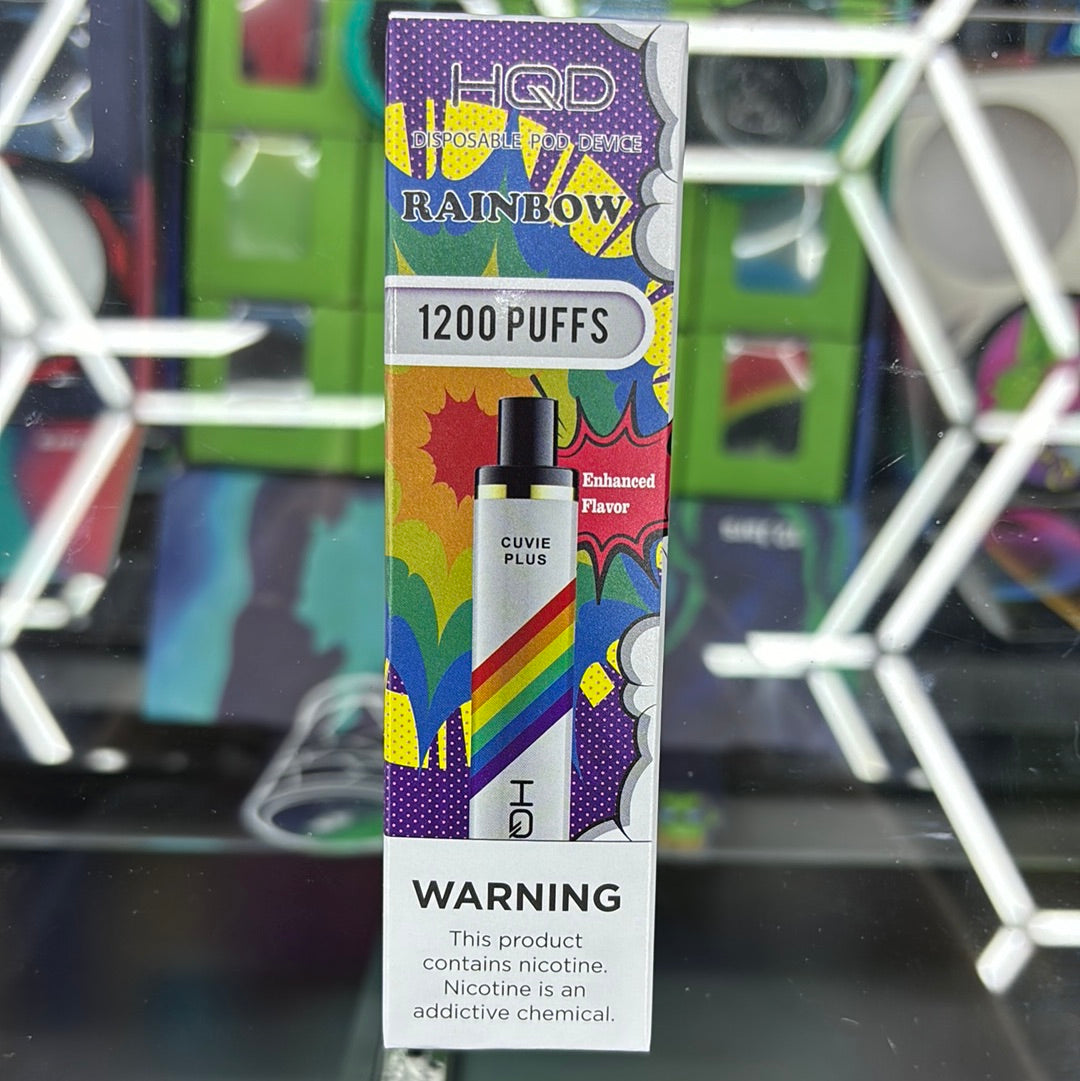 HQD
DISPOSABLE POD DEVICE
RAINBOW
1200 PUFFS
Enhanced
Flavor
CUVIE
PLUS
HQ
WARNING
This product
contains nicotine.
Nicotine is an
addictive chemical.